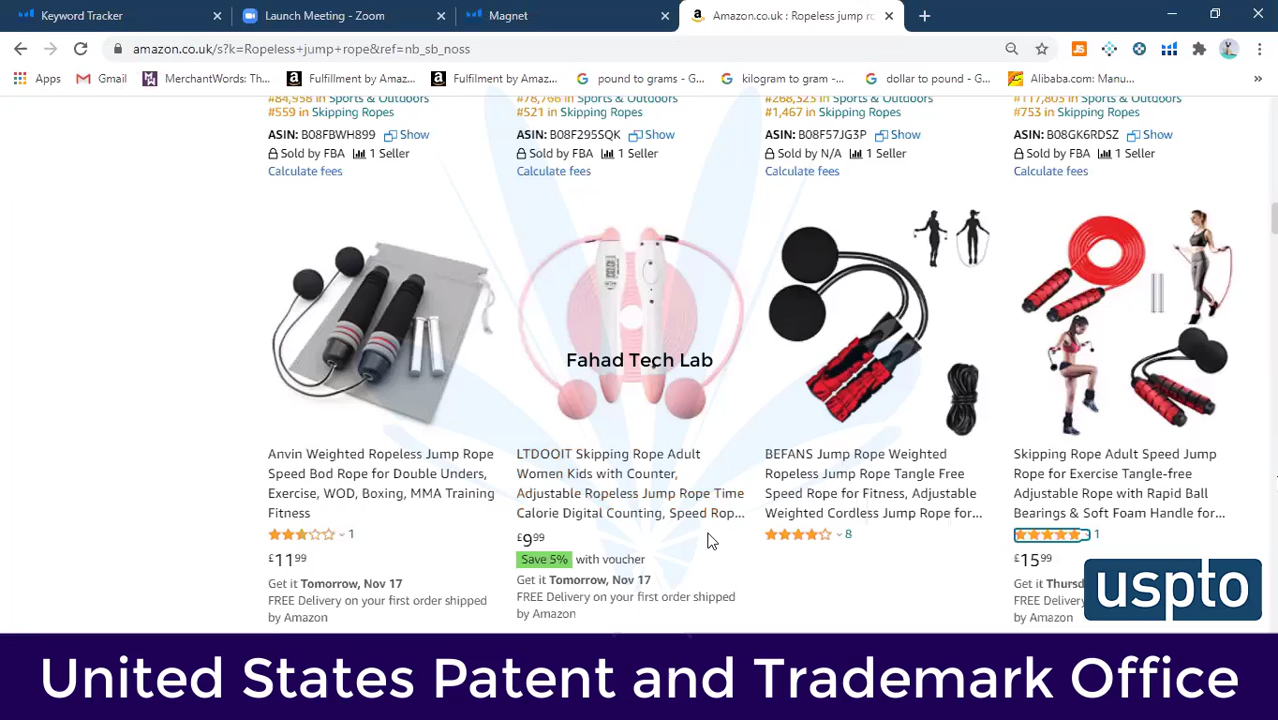 Keyword Tracker
Launch Meeting - Zoom
Magnet
Amazon.co.uk : Ropeless jump ro
amazon.co.uk/s?k=Ropeless+jump+rope&ref=nb_sb_noss
Apps
Gmail
MerchantWords: Th...
Fulfillment by Amaz...
Fulfilment by Amaz...
pound to grams - G...
kilogram to gram -...
dollar to pound - G...
Alibaba.com: Manu...
#84,958 in Sports & Outdoors
#559 in Skipping Ropes
ASIN: B08FBWH899 Show
Sold by FBA 1 Seller
Calculate fees
#78,766 in Sports & Outdoors
#521 in Skipping Ropes
ASIN: B08F295SQK Show
Sold by FBA 1 Seller
Calculate fees
#268,323 in Sports & Outdoors
#1,467 in Skipping Ropes
ASIN: B08F57JG3P Show
Sold by N/A 1 Seller
Calculate fees
#117,803 in Sports & Outdoors
#753 in Skipping Ropes
ASIN: B08GK6RDSZ Show
Sold by FBA 1 Seller
Calculate fees
Fahad Tech Lab
Anvin Weighted Ropeless Jump Rope
Speed Bod Rope for Double Unders,
Exercise, WOD, Boxing, MMA Training
Fitness
1
£11.99
Get it Tomorrow, Nov 17
FREE Delivery on your first order shipped
by Amazon
LTDOOIT Skipping Rope Adult
Women Kids with Counter,
Adjustable Ropeless Jump Rope Time
Calorie Digital Counting, Speed Rop...
£9.99
Save 5% with voucher
Get it Tomorrow, Nov 17
FREE Delivery on your first order shipped
by Amazon
BEFANS Jump Rope Weighted
Ropeless Jump Rope Tangle Free
Speed Rope for Fitness, Adjustable
Weighted Cordless Jump Rope for...
8
Skipping Rope Adult Speed Jump
Rope for Exercise Tangle-free
Adjustable Rope with Rapid Ball
Bearings & Soft Foam Handle for...
1
£15.99
Get it Thursd
FREE Delivery
by Amazon
uspto
United States Patent and Trademark Office